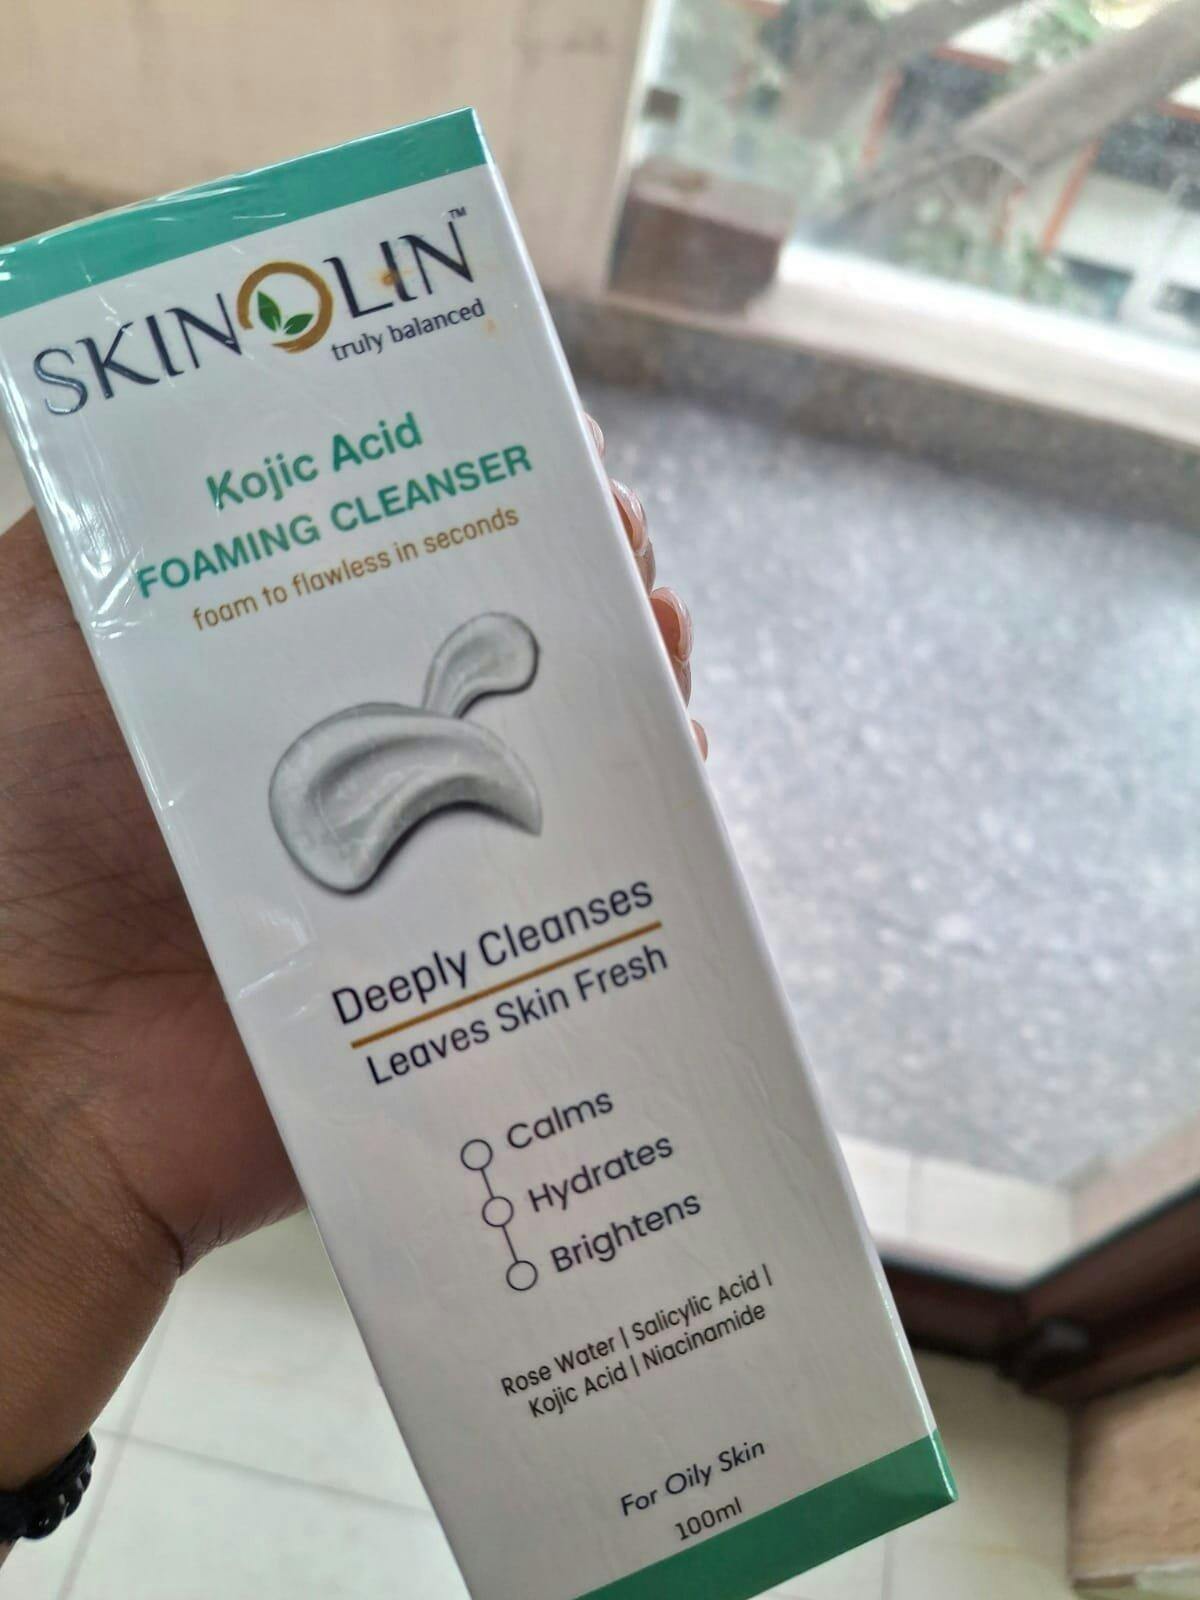 SKINOLIN™
truly balanced
Kojic Acid
FOAMING CLEANSER
foam to flawless in seconds
Deeply Cleanses
Leaves Skin Fresh
Calms
Hydrates
Brightens
Rose Water | Salicylic Acid |
Kojic Acid | Niacinamide
For Oily Skin
100ml